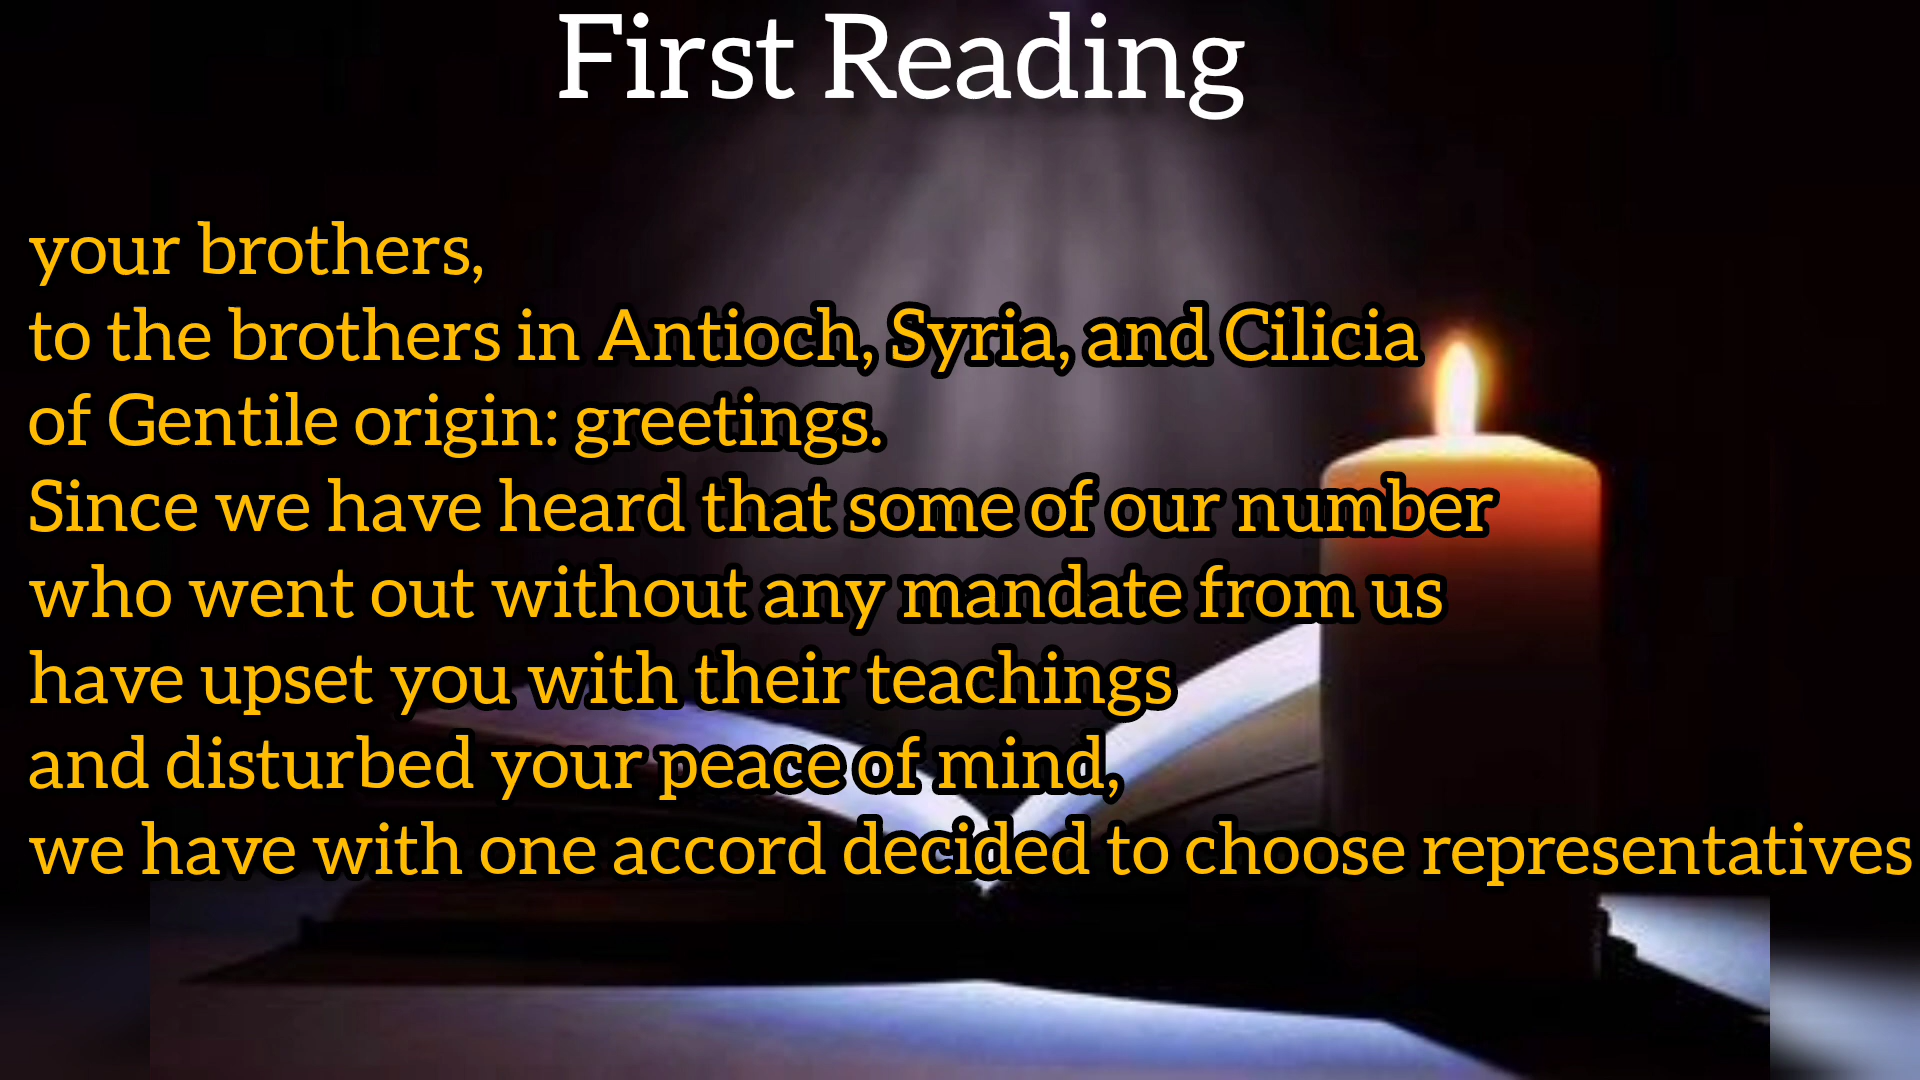 First Reading
your brothers,
to the brothers in Antioch, Syria, and Cilicia
of Gentile origin: greetings.
Since we have heard that some of our number
who went out without any mandate from us
have upset you with their teachings
and disturbed your peace of mind,
we have with one accord decided to choose representatives